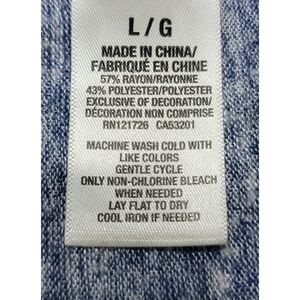 L / G
MADE IN CHINA/
FABRIQUÉ EN CHINE
57% RAYON/RAYONNE
43% POLYESTER/POLYESTER
EXCLUSIVE OF DECORATION/
DÉCORATION NON COMPRISE
RN121726 CA53201
MACHINE WASH COLD WITH
LIKE COLORS
GENTLE CYCLE
ONLY NON-CHLORINE BLEACH
WHEN NEEDED
LAY FLAT TO DRY
COOL IRON IF NEEDED